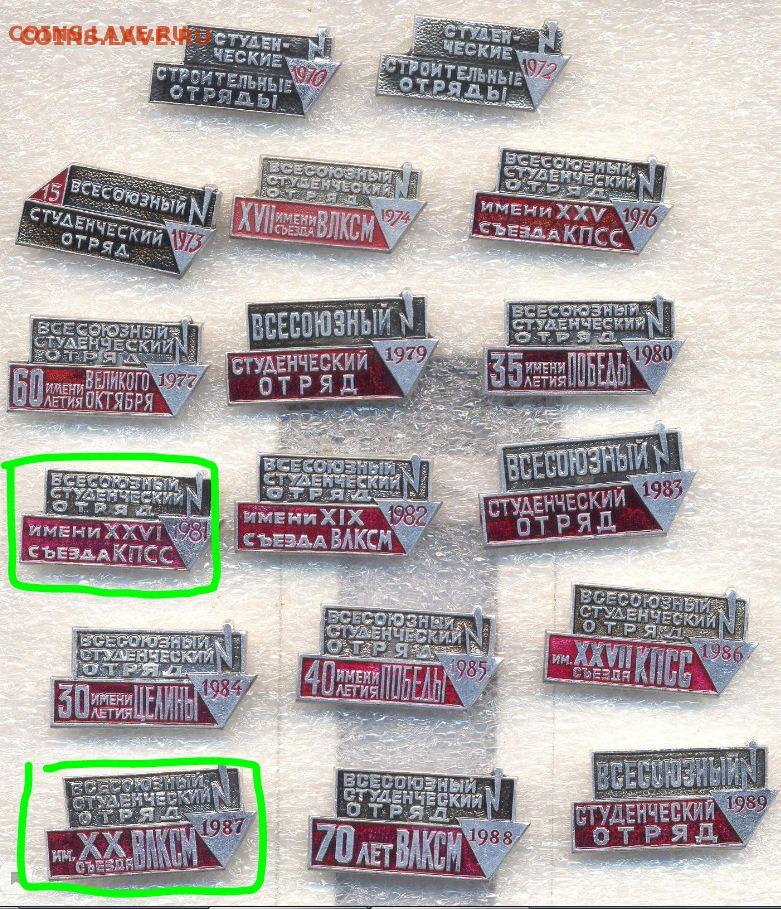 COINS.LAVE.RU
СТУДЕН-
ЧЕСКИЕ
СТРОИТЕЛЬНЫЕ
ОТРЯДЫ
1970
СТУДЕН-
ЧЕСКИЕ
СТРОИТЕЛЬНЫЕ
ОТРЯДЫ
1972
15 ВСЕСОЮЗНЫЙ
СТУДЕНЧЕСКИЙ
ОТРЯД
1973
ВСЕСОЮЗНЫЙ
СТУДЕНЧЕСКИЙ
ОТРЯД
XVII ИМЕНИ СЪЕЗДА ВЛКСМ
1974
ВСЕСОЮЗНЫЙ
СТУДЕНЧЕСКИЙ
ОТРЯД
ИМЕНИ XXV
СЪЕЗДА КПСС
1976
ВСЕСОЮЗНЫЙ
СТУДЕНЧЕСКИЙ
ОТРЯД
60 ИМЕНИ ВЕЛИКОГО
ЛЕТИЯ ОКТЯБРЯ
1977
ВСЕСОЮЗНЫЙ
СТУДЕНЧЕСКИЙ
ОТРЯД
1979
ВСЕСОЮЗНЫЙ
СТУДЕНЧЕСКИЙ
ОТРЯД
35 ИМЕНИ ЛЕТИЯ ПОБЕДЫ
1980
ВСЕСОЮЗНЫЙ
СТУДЕНЧЕСКИЙ
ОТРЯД
ИМЕНИ XXVI
СЪЕЗДА КПСС
1981
ВСЕСОЮЗНЫЙ
СТУДЕНЧЕСКИЙ
ОТРЯД
ИМЕНИ XIX
СЪЕЗДА ВЛКСМ
1982
ВСЕСОЮЗНЫЙ
СТУДЕНЧЕСКИЙ
ОТРЯД
1983
ВСЕСОЮЗНЫЙ
СТУДЕНЧЕСКИЙ
ОТРЯД
30 ИМЕНИ ЛЕТИЯ ЦЕЛИНЫ
1984
ВСЕСОЮЗНЫЙ
СТУДЕНЧЕСКИЙ
ОТРЯД
40 ИМЕНИ ЛЕТИЯ ПОБЕДЫ
1985
ВСЕСОЮЗНЫЙ
СТУДЕНЧЕСКИЙ
ОТРЯД
ИМ. XXVII СЪЕЗДА КПСС
1986
ВСЕСОЮЗНЫЙ
СТУДЕНЧЕСКИЙ
ОТРЯД
ИМ. XX СЪЕЗДА ВЛКСМ
1987
ВСЕСОЮЗНЫЙ
СТУДЕНЧЕСКИЙ
ОТРЯД
70 ЛЕТ ВЛКСМ
1988
ВСЕСОЮЗНЫЙ
СТУДЕНЧЕСКИЙ
ОТРЯД
1989